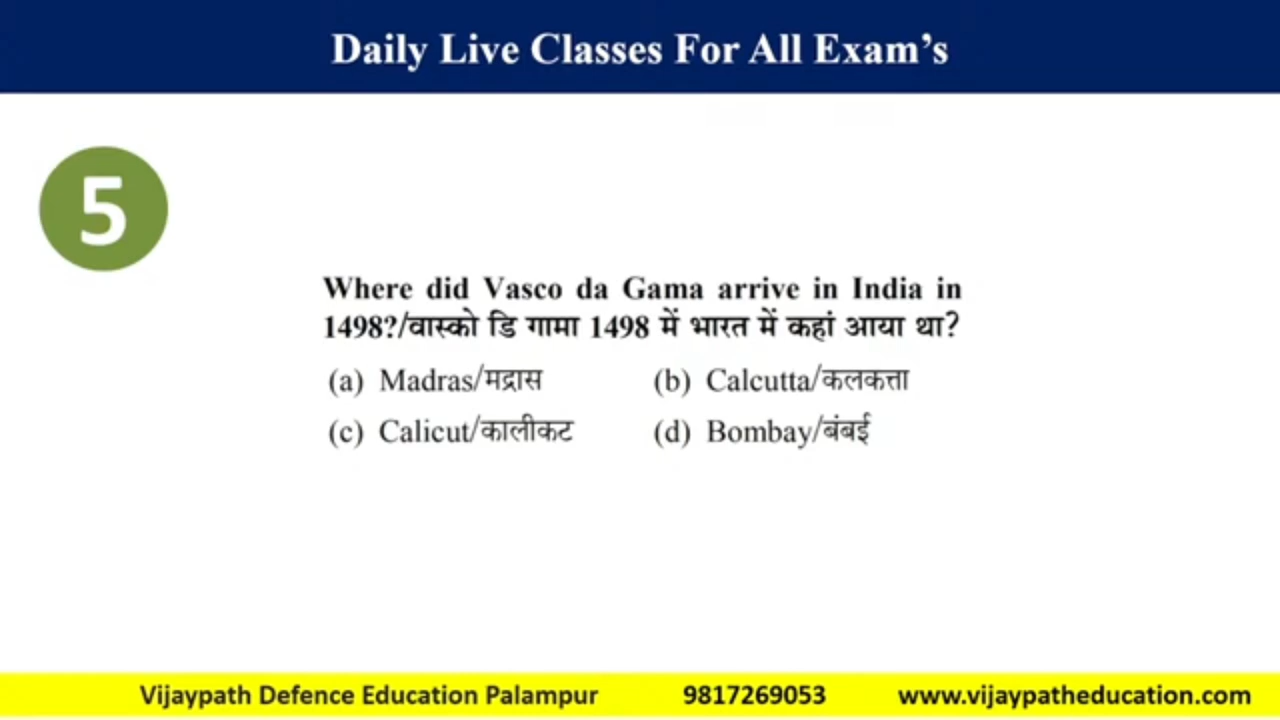 Daily Live Classes For All Exam’s
5
Where did Vasco da Gama arrive in India in
1498?/वास्को डि गामा 1498 में भारत में कहां आया था?
(a) Madras/मद्रास (b) Calcutta/कलकत्ता
(c) Calicut/कालीकट (d) Bombay/बंबई
Vijaypath Defence Education Palampur 9817269053 www.vijaypatheducation.com